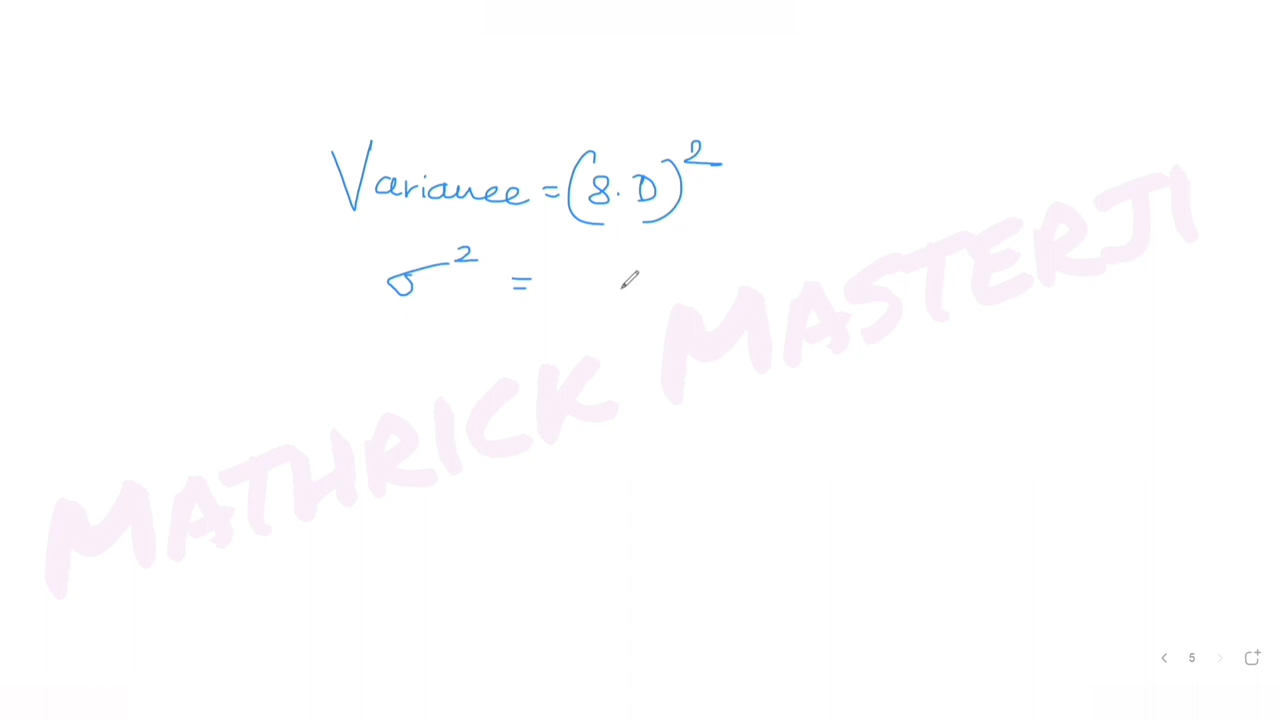 Variance = (S.D)²
σ² =
MATHRICK MASTERJI
5